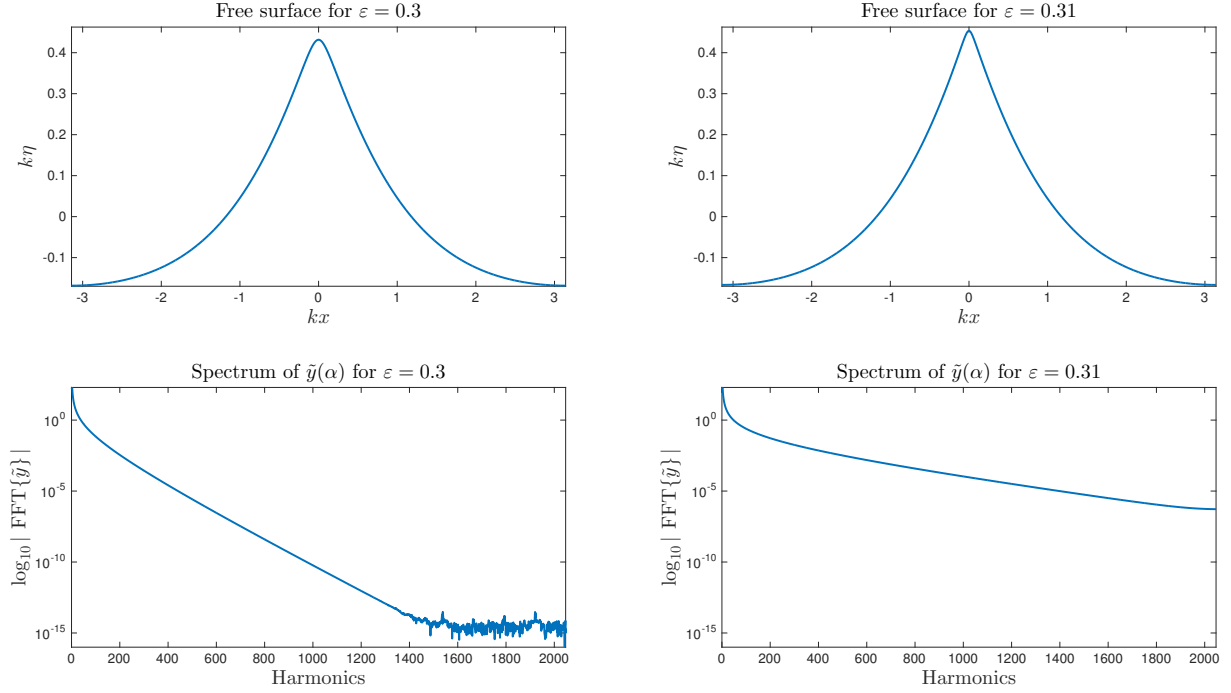 Free surface for ε = 0.3
0.4
0.3
0.2
0.1
0
-0.1
kη
-3 -2 -1 0 1 2 3
kx
Free surface for ε = 0.31
0.4
0.3
0.2
0.1
0
-0.1
kη
-3 -2 -1 0 1 2 3
kx
Spectrum of ỹ(α) for ε = 0.3
10⁰
10⁻⁵
10⁻¹⁰
10⁻¹⁵
log₁₀| FFT{ỹ}|
0 200 400 600 800 1000 1200 1400 1600 1800 2000
Harmonics
Spectrum of ỹ(α) for ε = 0.31
10⁰
10⁻⁵
10⁻¹⁰
10⁻¹⁵
log₁₀| FFT{ỹ}|
0 200 400 600 800 1000 1200 1400 1600 1800 2000
Harmonics